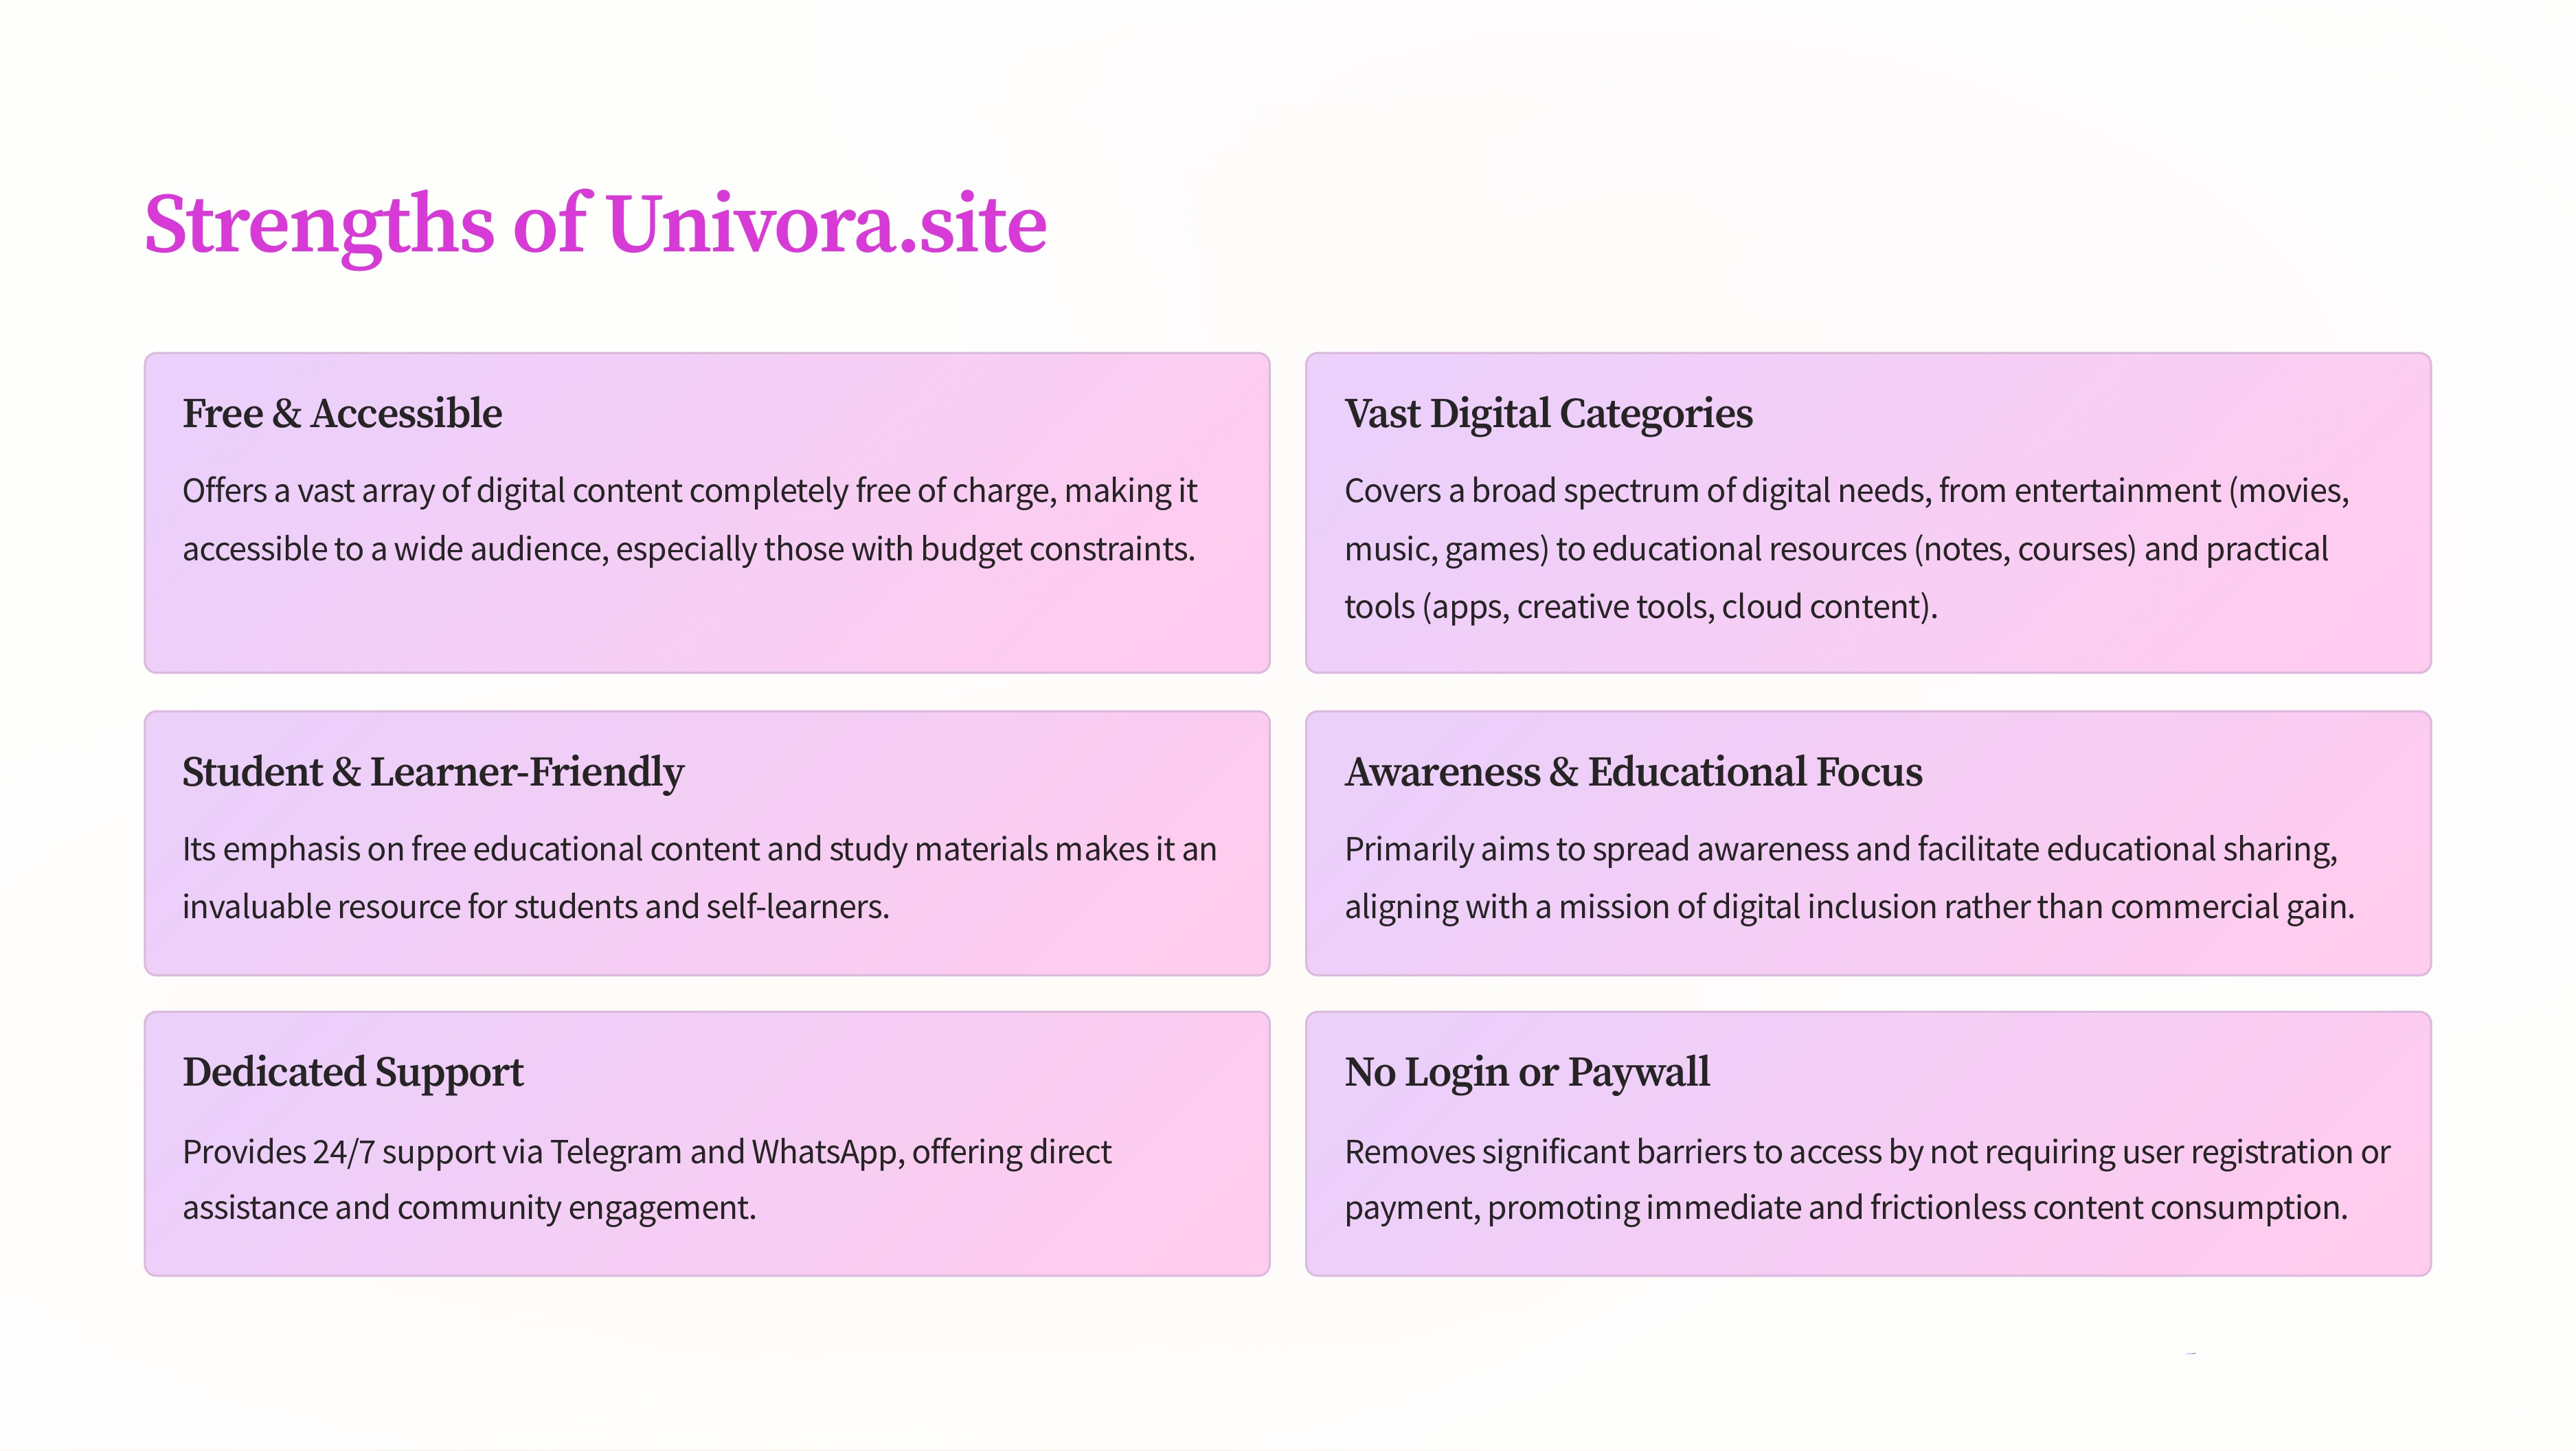 Strengths of Univora.site
Free & Accessible
Offers a vast array of digital content completely free of charge, making it
accessible to a wide audience, especially those with budget constraints.
Vast Digital Categories
Covers a broad spectrum of digital needs, from entertainment (movies,
music, games) to educational resources (notes, courses) and practical
tools (apps, creative tools, cloud content).
Student & Learner-Friendly
Its emphasis on free educational content and study materials makes it an
invaluable resource for students and self-learners.
Awareness & Educational Focus
Primarily aims to spread awareness and facilitate educational sharing,
aligning with a mission of digital inclusion rather than commercial gain.
Dedicated Support
Provides 24/7 support via Telegram and WhatsApp, offering direct
assistance and community engagement.
No Login or Paywall
Removes significant barriers to access by not requiring user registration or
payment, promoting immediate and frictionless content consumption.